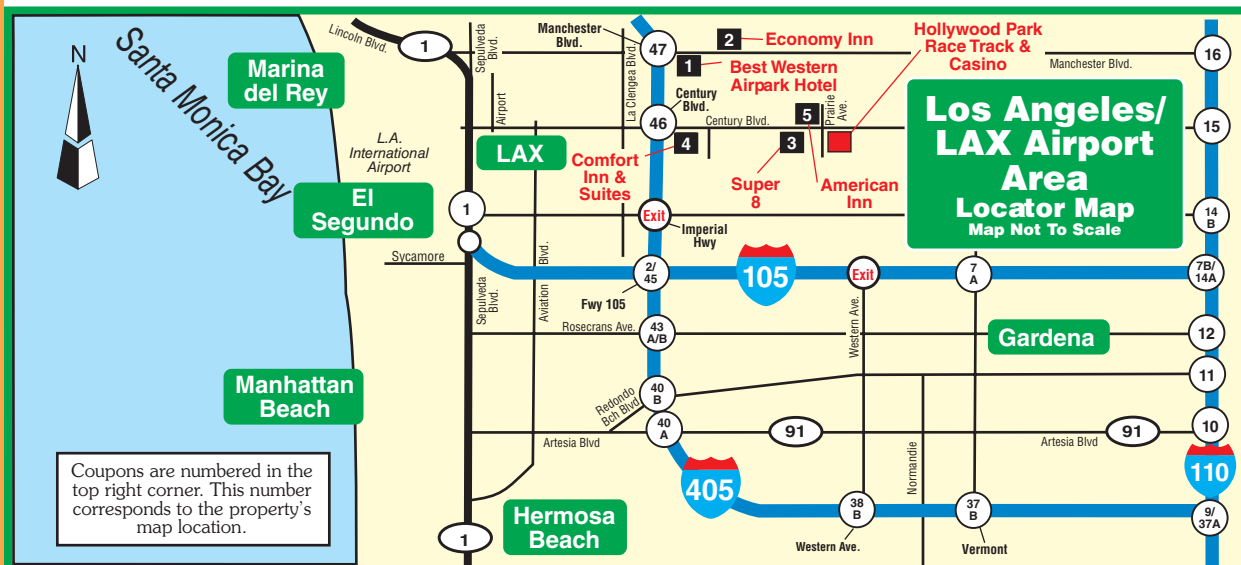 N
Santa Monica Bay
Lincoln Blvd.
1
Sepulveda
Blvd.
Manchester
Blvd.
47
2
Economy Inn
Hollywood Park
Race Track &
Casino
Manchester Blvd.
16
Marina
del Rey
1
Best Western
Airpark Hotel
La Ciengea Blvd.
Airport
Century
Blvd.
46
Century Blvd.
5
Prairie
Ave.
15
Los Angeles/
LAX Airport
Area
Locator Map
Map Not To Scale
L.A.
International
Airport
LAX
4
Comfort
Inn &
Suites
3
Super
8
American
Inn
El
Segundo
1
Exit
Imperial
Hwy
14
B
Sycamore
Sepulveda
Blvd.
Aviation Blvd.
2/
45
Fwy 105
105
Exit
7
A
7B/
14A
Rosecrans Ave.
43
A/B
Western Ave.
Gardena
12
Manhattan
Beach
Redondo
Bch Blvd
40
B
11
40
A
Artesia Blvd
91
Artesia Blvd
91
10
Normandie
405
110
Coupons are numbered in the
top right corner. This number
corresponds to the property's
map location.
1
Hermosa
Beach
38
B
Western Ave.
37
B
Vermont
9/
37A